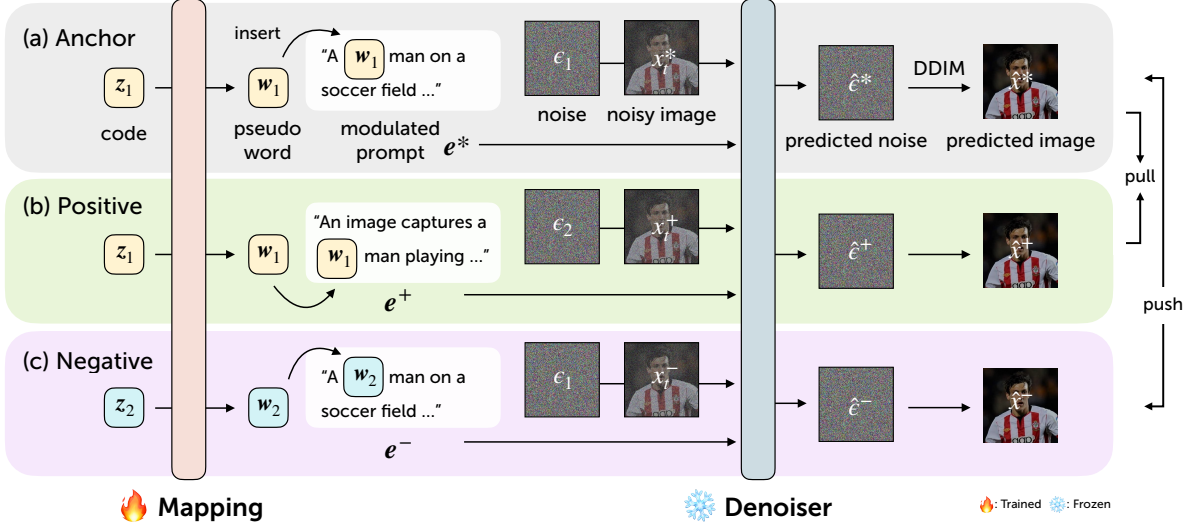 (a) Anchor
insert
z₁
w₁
"A w₁ man on a
soccer field ..."
ϵ₁
x*ₜ
ϵ̂*
DDIM
x̂*
code
pseudo
word
modulated
prompt e*
noise
noisy image
predicted noise
predicted image
pull
(b) Positive
z₁
w₁
"An image captures a
w₁ man playing ..."
e⁺
ϵ₂
x⁺ₜ
ϵ̂⁺
x̂⁺
push
(c) Negative
z₂
w₂
"A w₂ man on a
soccer field ..."
e⁻
ϵ₁
x⁻ₜ
ϵ̂⁻
x̂⁻
Mapping
Denoiser
: Trained : Frozen